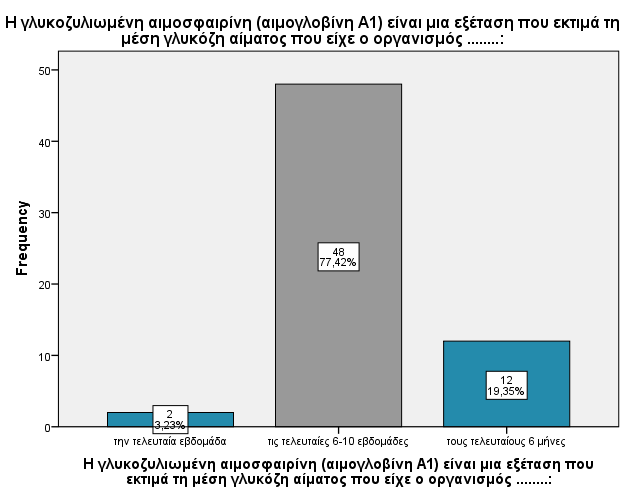 Η γλυκοζυλιωμένη αιμοσφαιρίνη (αιμογλοβίνη Α1) είναι μια εξέταση που εκτιμά τη
μέση γλυκόζη αίματος που είχε ο οργανισμός ........:
Frequency
50
40
30
20
10
0
2
3,23%
48
77,42%
12
19,35%
την τελευταία εβδομάδα
τις τελευταίες 6-10 εβδομάδες
τους τελευταίους 6 μήνες
Η γλυκοζυλιωμένη αιμοσφαιρίνη (αιμογλοβίνη Α1) είναι μια εξέταση που
εκτιμά τη μέση γλυκόζη αίματος που είχε ο οργανισμός ........: